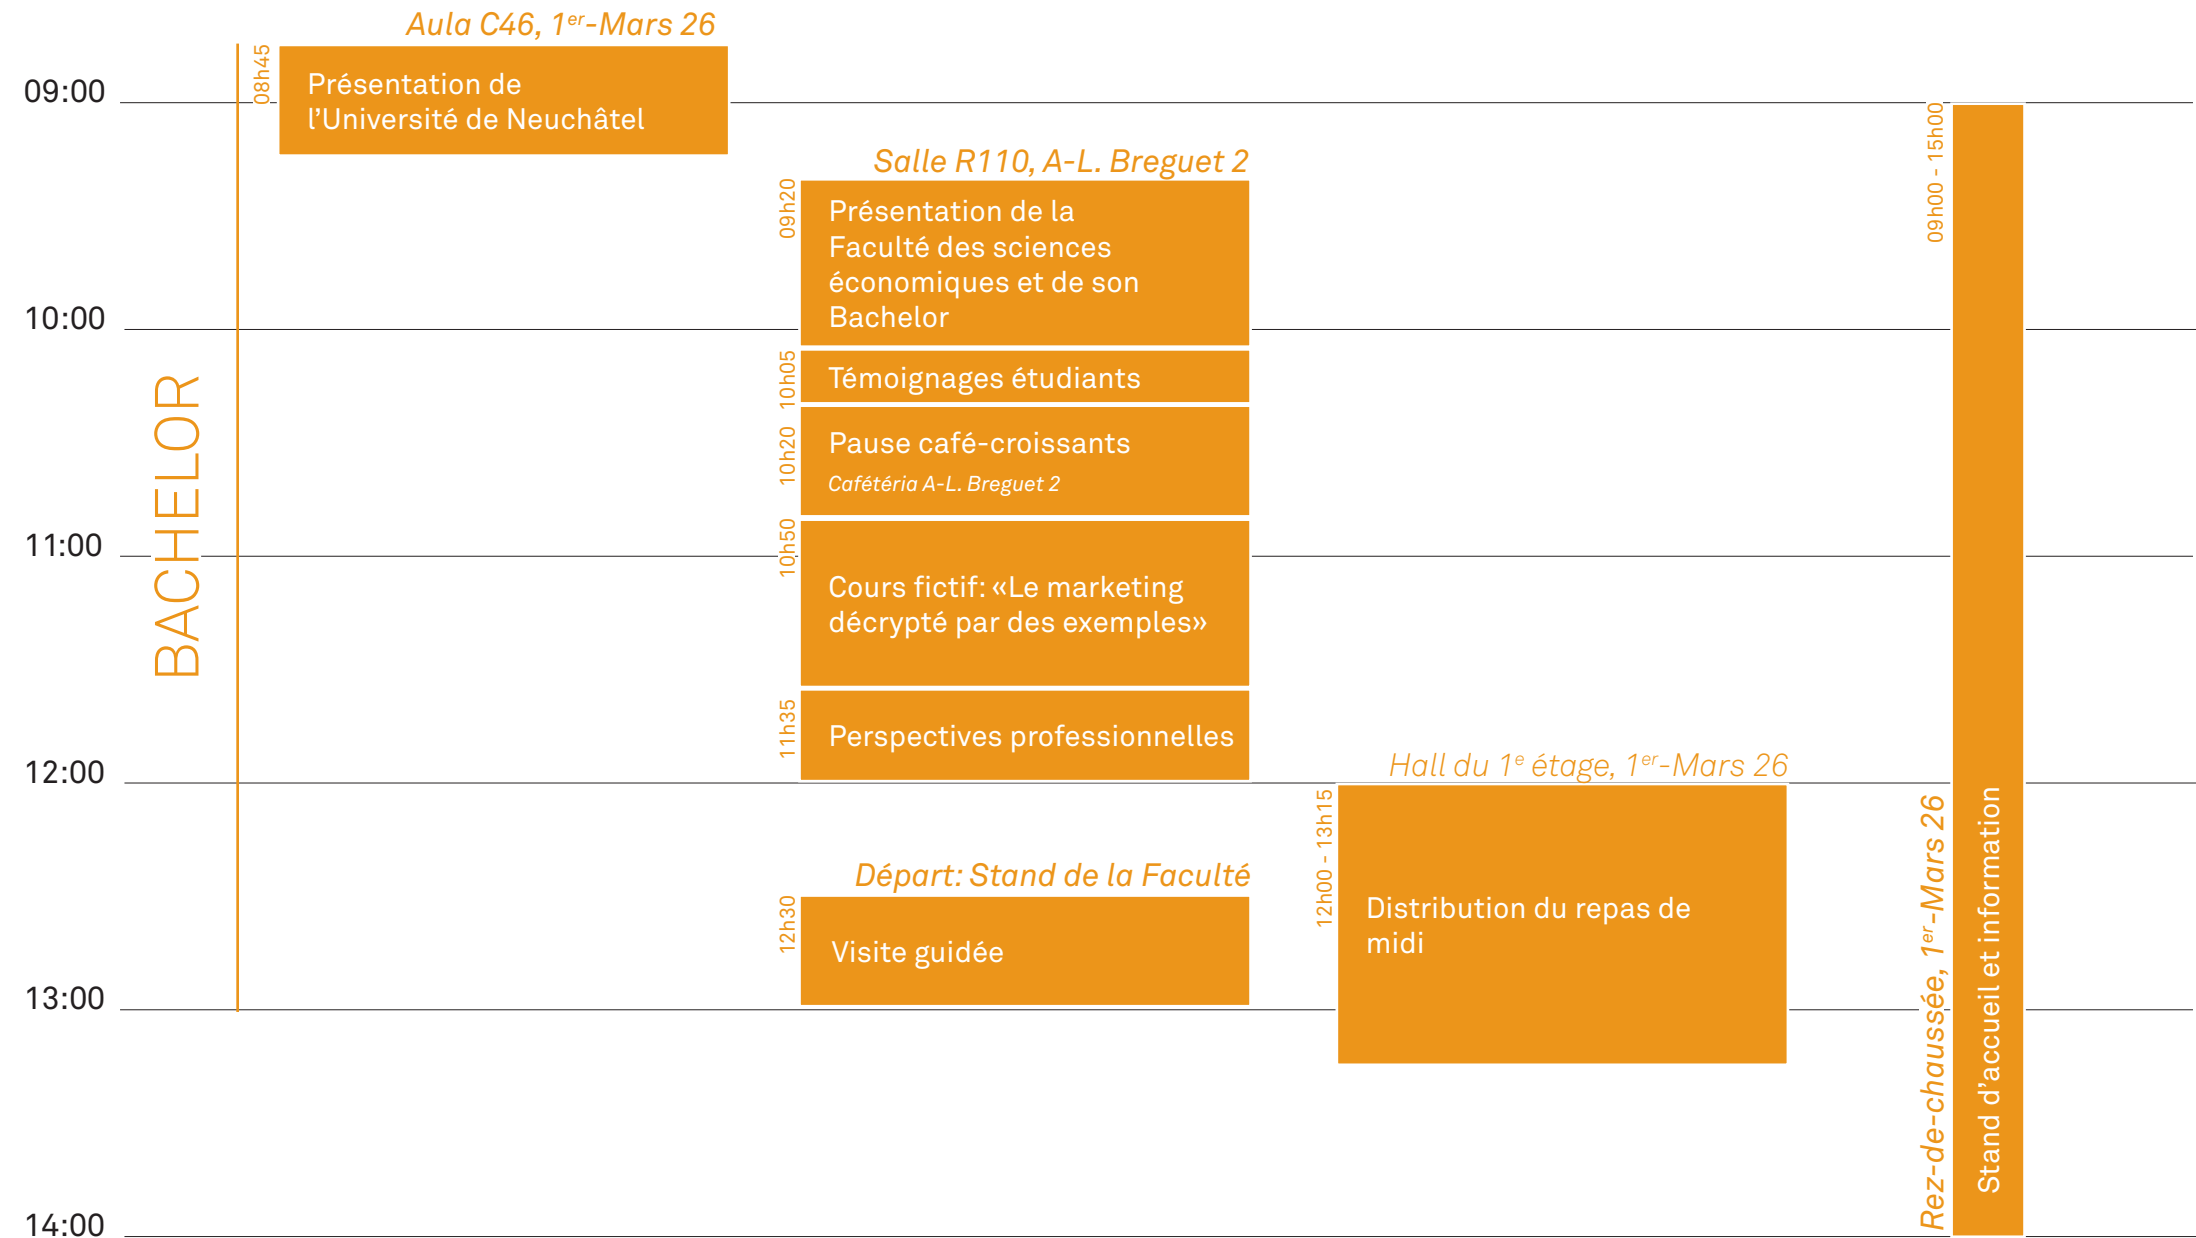 Aula C46, 1er-Mars 26
08h45
Présentation de
l'Université de Neuchâtel
09:00
Salle R110, A-L. Breguet 2
09h20
Présentation de la
Faculté des sciences
économiques et de son
Bachelor
10:00
10h05
Témoignages étudiants
10h20
Pause café-croissants
Cafétéria A-L. Breguet 2
BACHELOR
11:00
10h50
Cours fictif: «Le marketing
décrypté par des exemples»
11h35
Perspectives professionnelles
12:00
Hall du 1e étage, 1er-Mars 26
12h00 - 13h15
Distribution du repas de
midi
Départ: Stand de la Faculté
12h30
Visite guidée
13:00
09h00 - 15h00
Rez-de-chaussée, 1er-Mars 26
Stand d'accueil et information
14:00